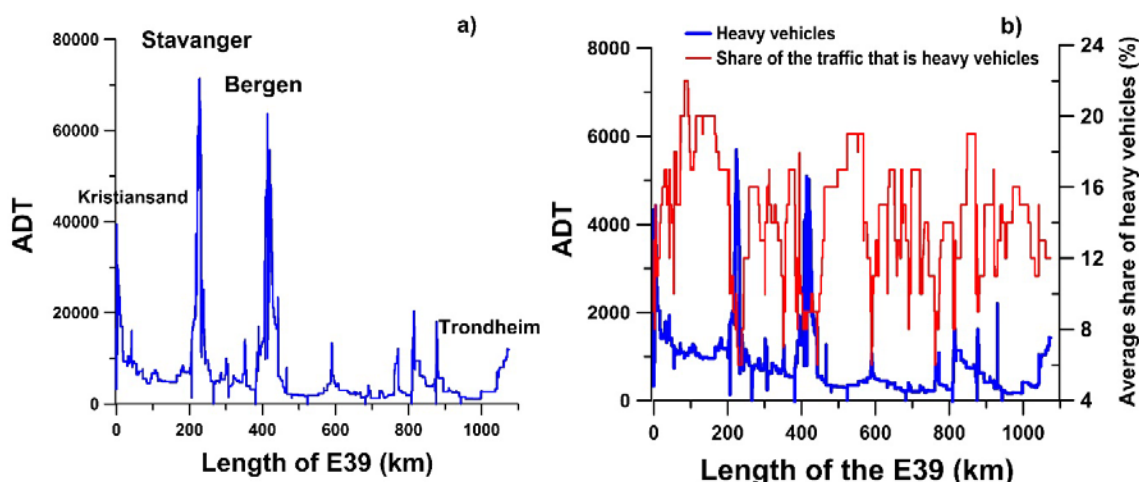 Stavanger
a)
Bergen
Kristiansand
Trondheim
ADT
80000
60000
40000
20000
0
0 200 400 600 800 1000
Length of E39 (km)
b)
Heavy vehicles
Share of the traffic that is heavy vehicles
ADT
8000
6000
4000
2000
0
24
20
16
12
8
4
Average share of heavy vehicles (%)
0 200 400 600 800 1000
Length of the E39 (km)